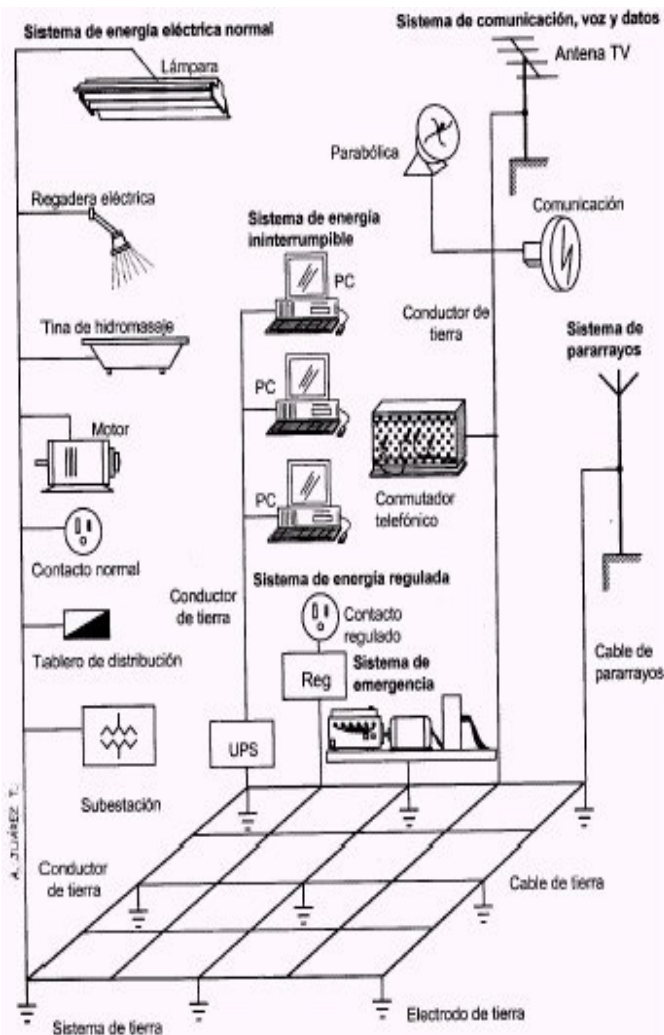 Sistema de energía eléctrica normal
Lámpara
Regadera eléctrica
Tina de hidromasaje
Motor
Contacto normal
Tablero de distribución
Subestación
Conductor
de tierra
Sistema de tierra
A. JUÁREZ T.
Sistema de energía
ininterrumpible
PC
PC
PC
Conductor
de tierra
UPS
Sistema de energía regulada
Contacto
regulado
Reg
Sistema de
emergencia
Sistema de comunicación, voz y datos
Antena TV
Parabólica
Comunicación
Conductor de
tierra
Conmutador
telefónico
Sistema de
pararrayos
Cable de
pararrayos
Cable de tierra
Electrodo de tierra